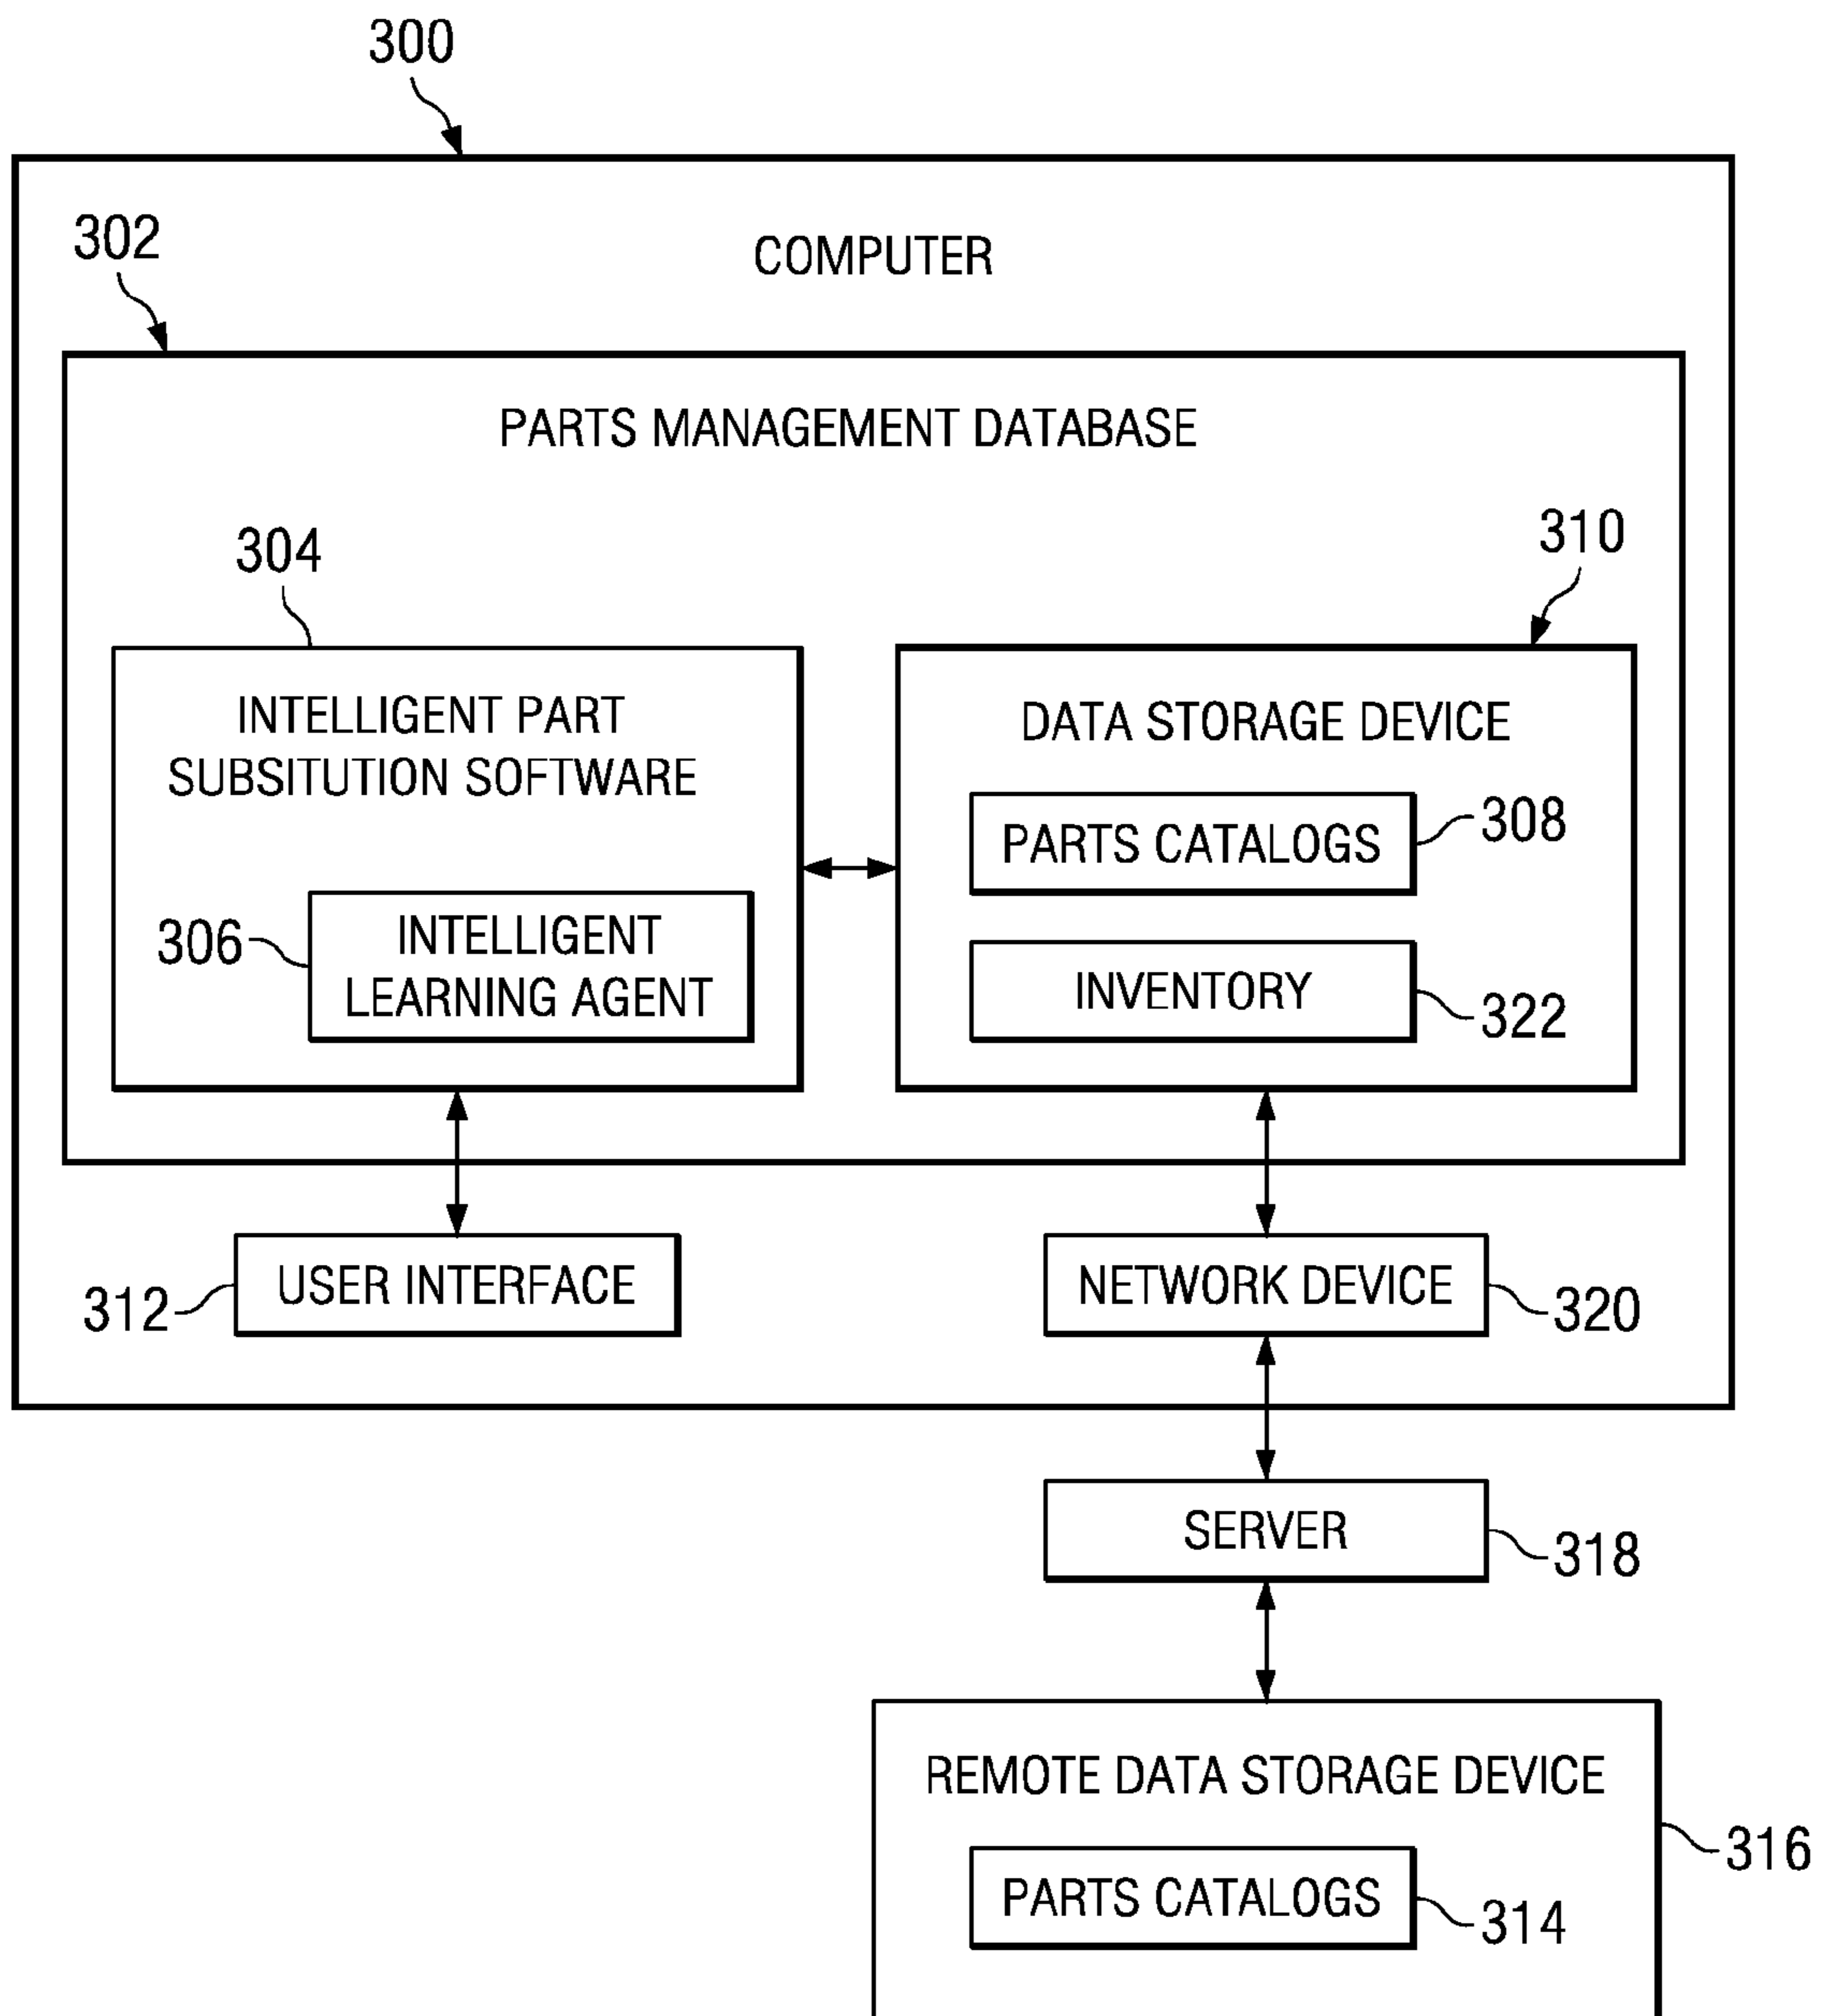 300
302
COMPUTER
PARTS MANAGEMENT DATABASE
304
310
INTELLIGENT PART
SUBSITUTION SOFTWARE
DATA STORAGE DEVICE
PARTS CATALOGS
308
306
INTELLIGENT
LEARNING AGENT
INVENTORY
322
312
USER INTERFACE
NETWORK DEVICE
320
SERVER
318
REMOTE DATA STORAGE DEVICE
316
PARTS CATALOGS
314